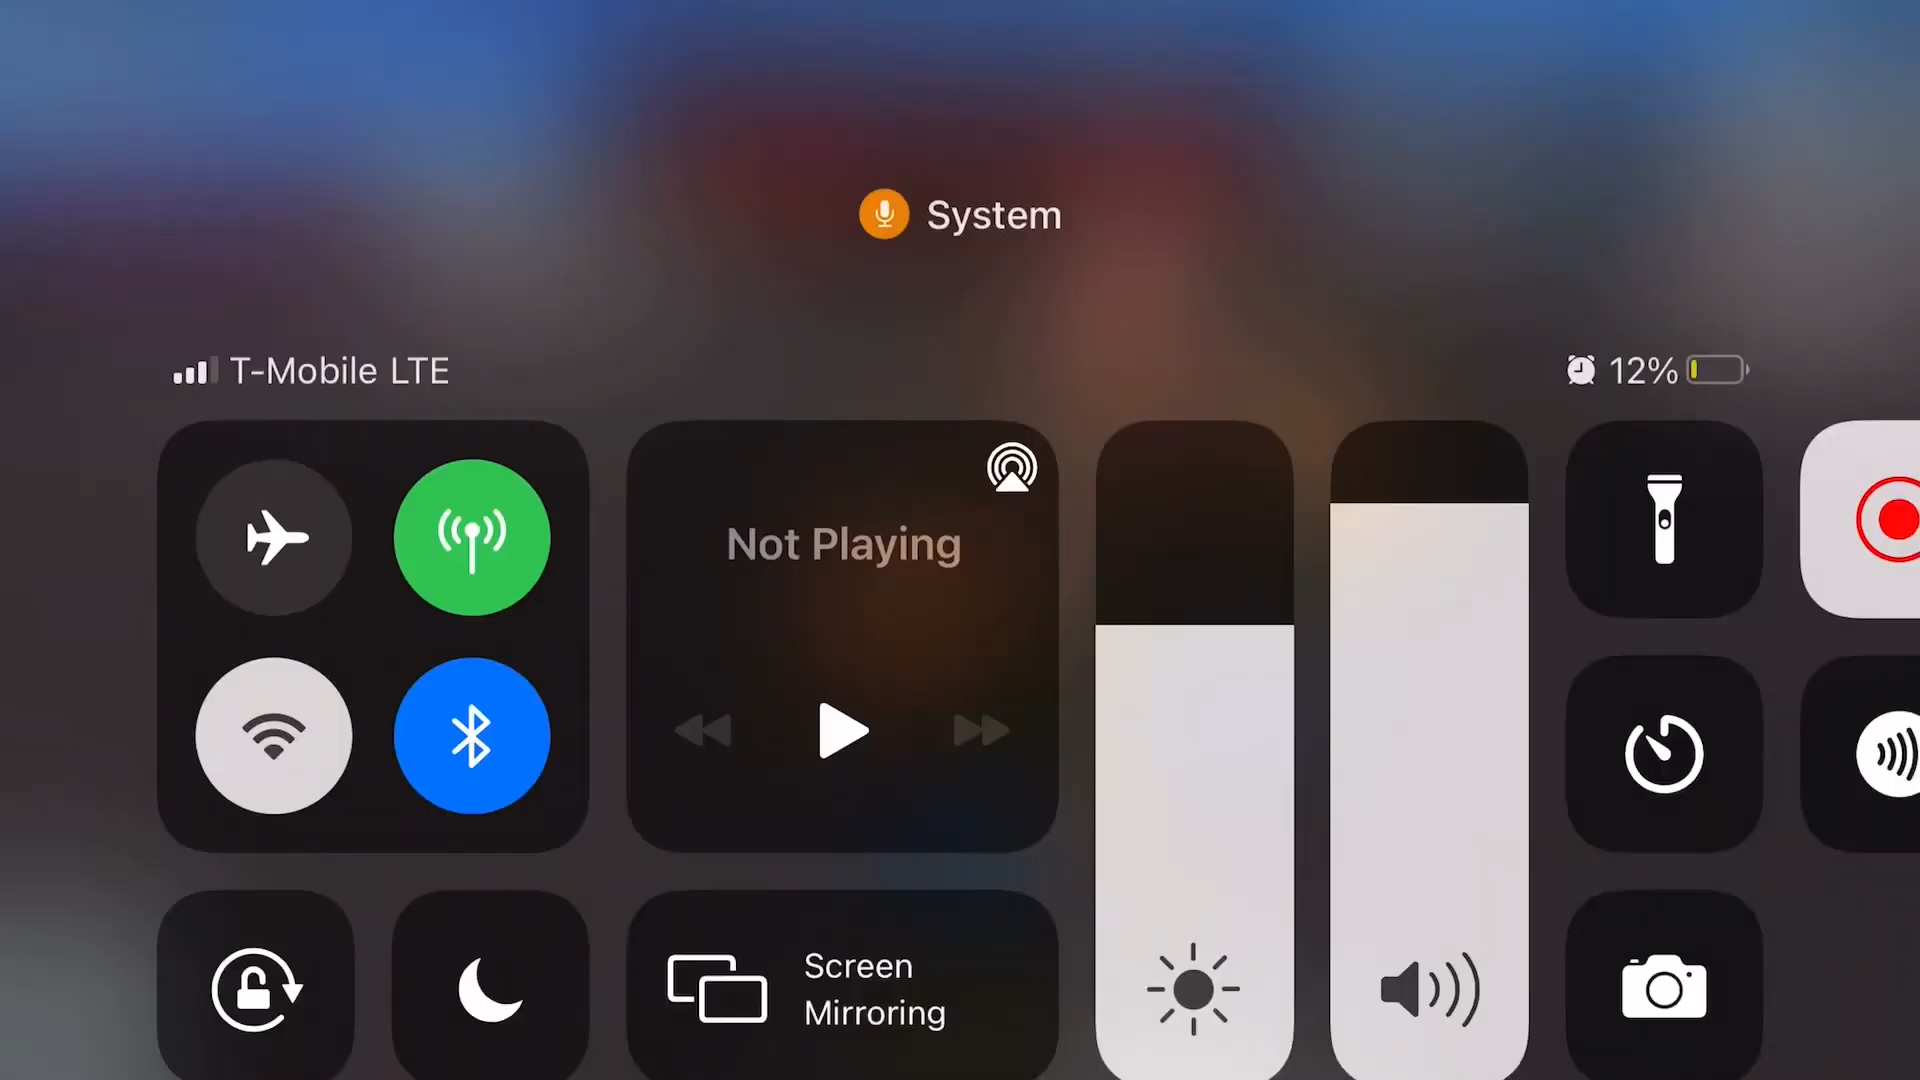 System
T-Mobile LTE
12%
Not Playing
Screen
Mirroring